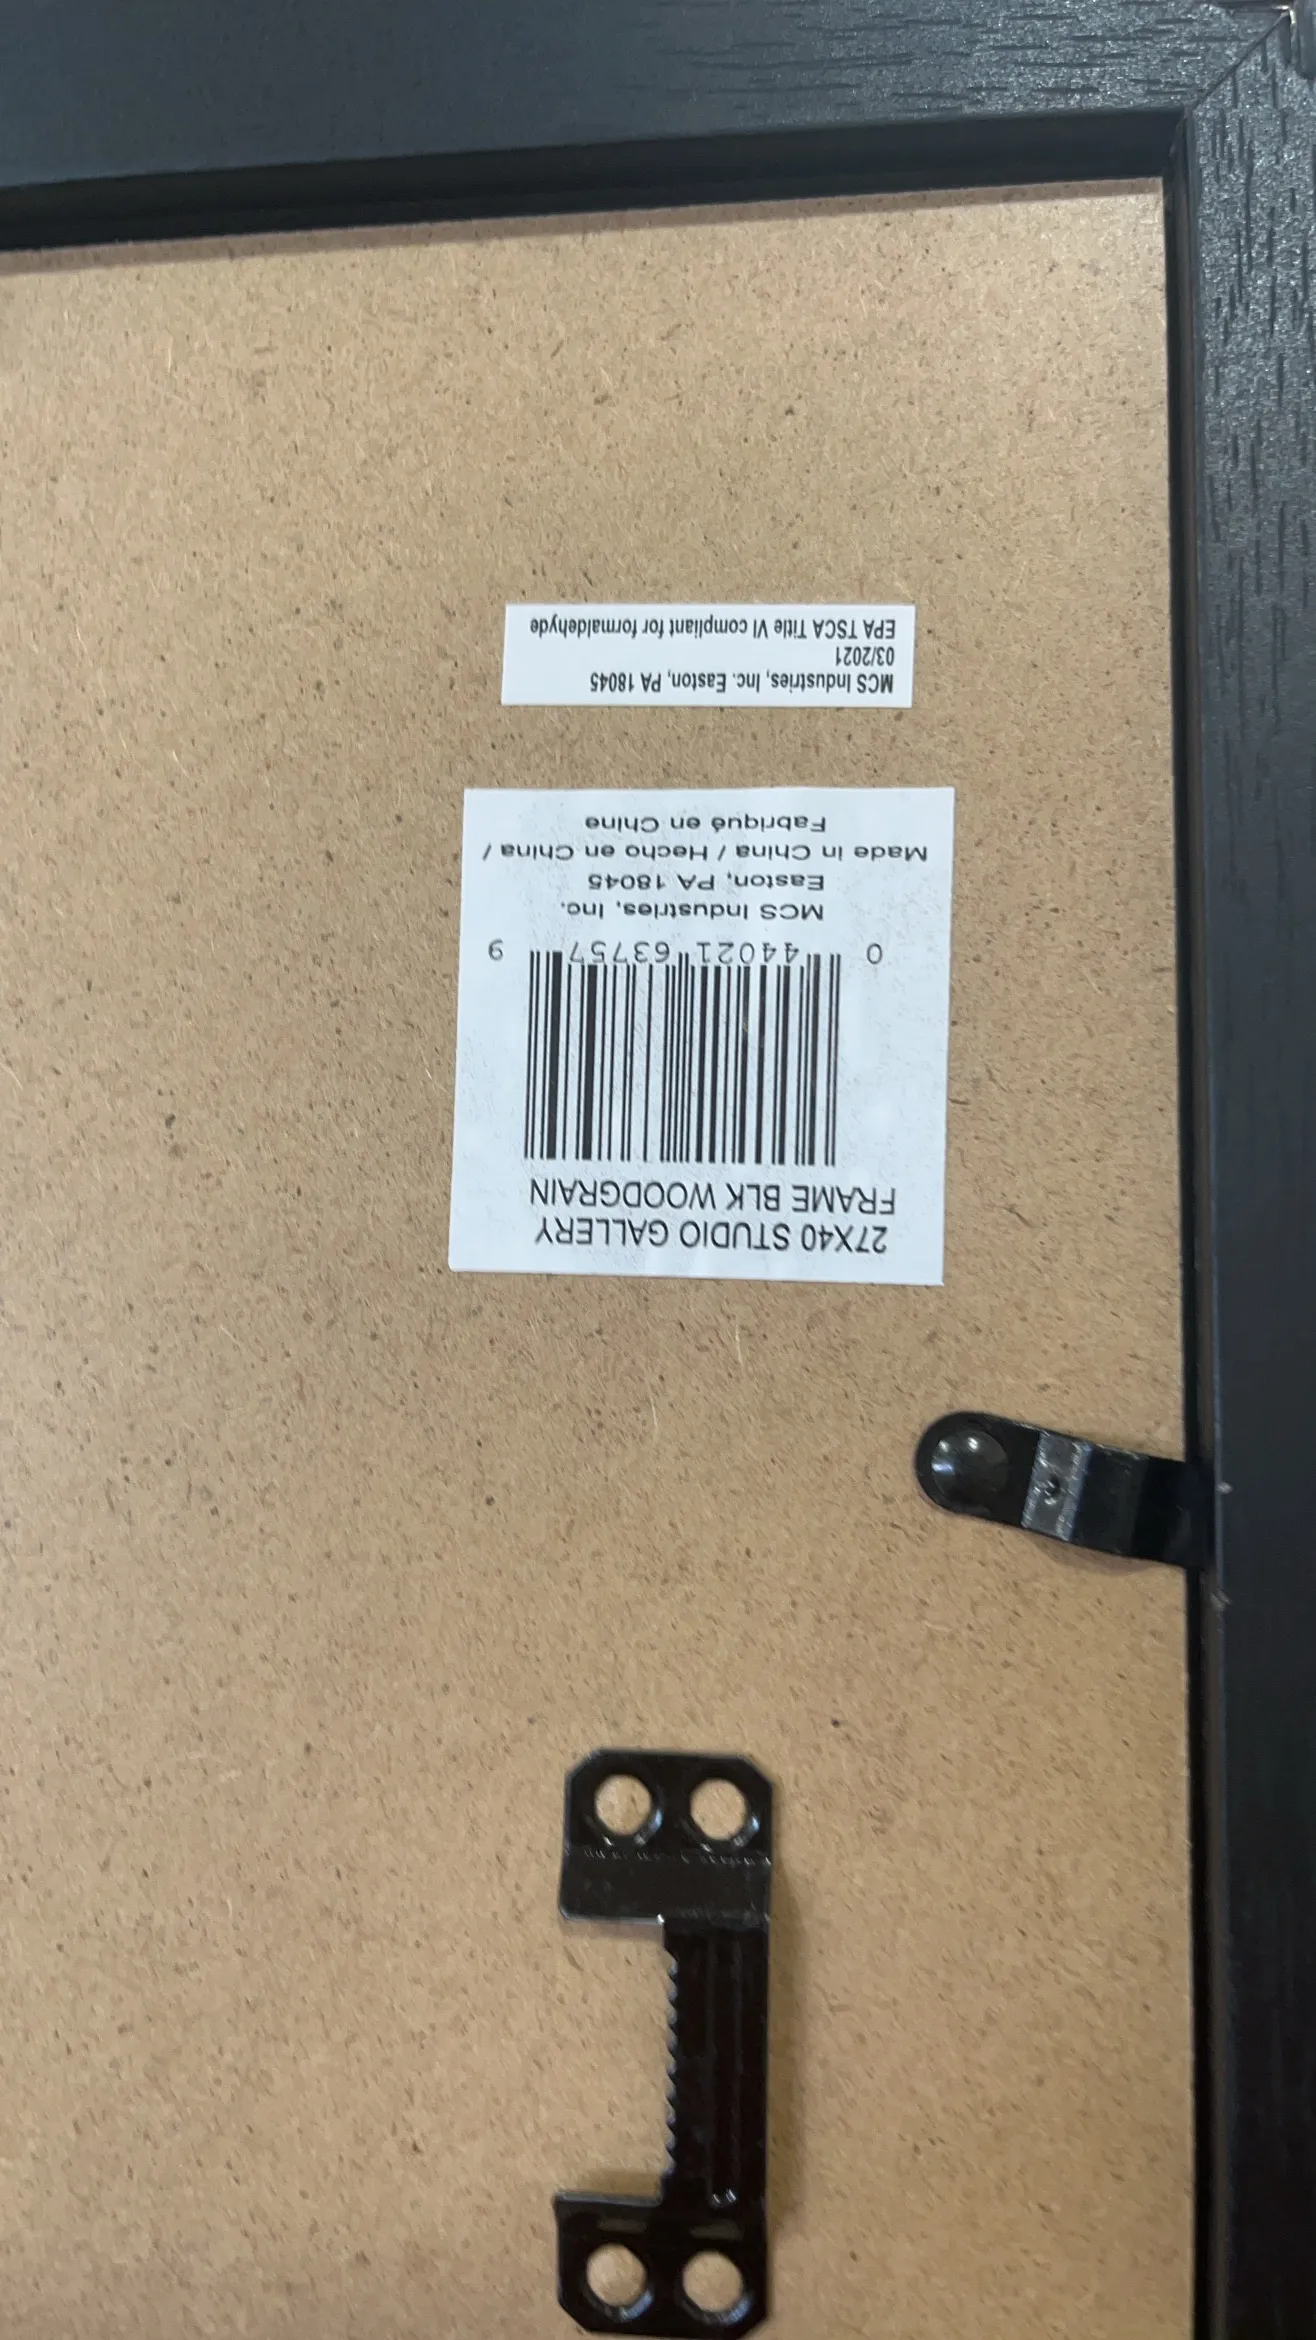 27X40 STUDIO GALLERY
FRAME BLK WOODGRAIN
0 44021 63757 9
MCS Industries, Inc.
Easton, PA 18045
Made in China / Hecho en China /
Fabriqué en Chine
MCS Industries, Inc. Easton, PA 18045
03/2021
EPA TSCA Title VI compliant for formaldehyde